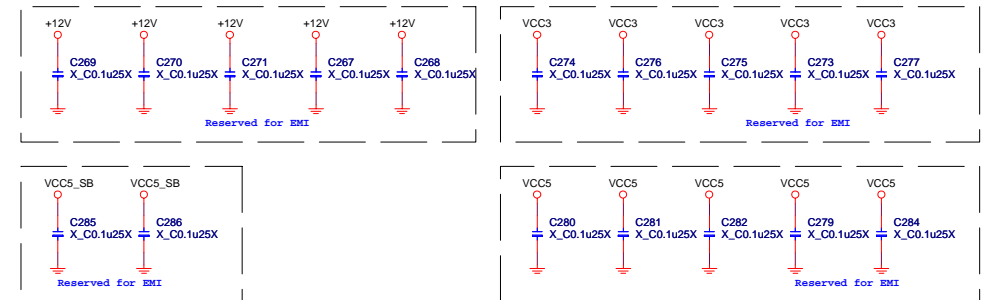 +12V +12V +12V +12V +12V VCC3 VCC3 VCC3 VCC3 VCC3
C269 C270 C271 C267 C268 C274 C276 C275 C273 C277
X_C0.1u25X X_C0.1u25X X_C0.1u25X X_C0.1u25X X_C0.1u25X X_C0.1u25X X_C0.1u25X X_C0.1u25X X_C0.1u25X X_C0.1u25X
Reserved for EMI Reserved for EMI
VCC5_SB VCC5_SB VCC5 VCC5 VCC5 VCC5 VCC5
C285 C286 C280 C281 C282 C279 C284
X_C0.1u25X X_C0.1u25X X_C0.1u25X X_C0.1u25X X_C0.1u25X X_C0.1u25X X_C0.1u25X
Reserved for EMI Reserved for EMI